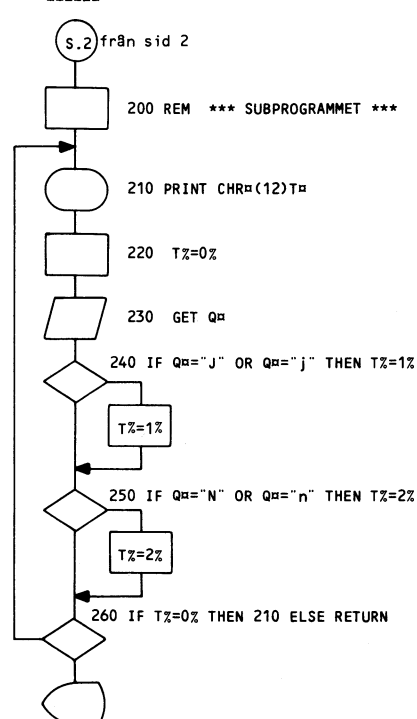 S.2 från sid 2
200 REM *** SUBPROGRAMMET ***
210 PRINT CHR¤(12)T¤
220 T%=0%
230 GET Q¤
240 IF Q¤="J" OR Q¤="j" THEN T%=1%
T%=1%
250 IF Q¤="N" OR Q¤="n" THEN T%=2%
T%=2%
260 IF T%=0% THEN 210 ELSE RETURN